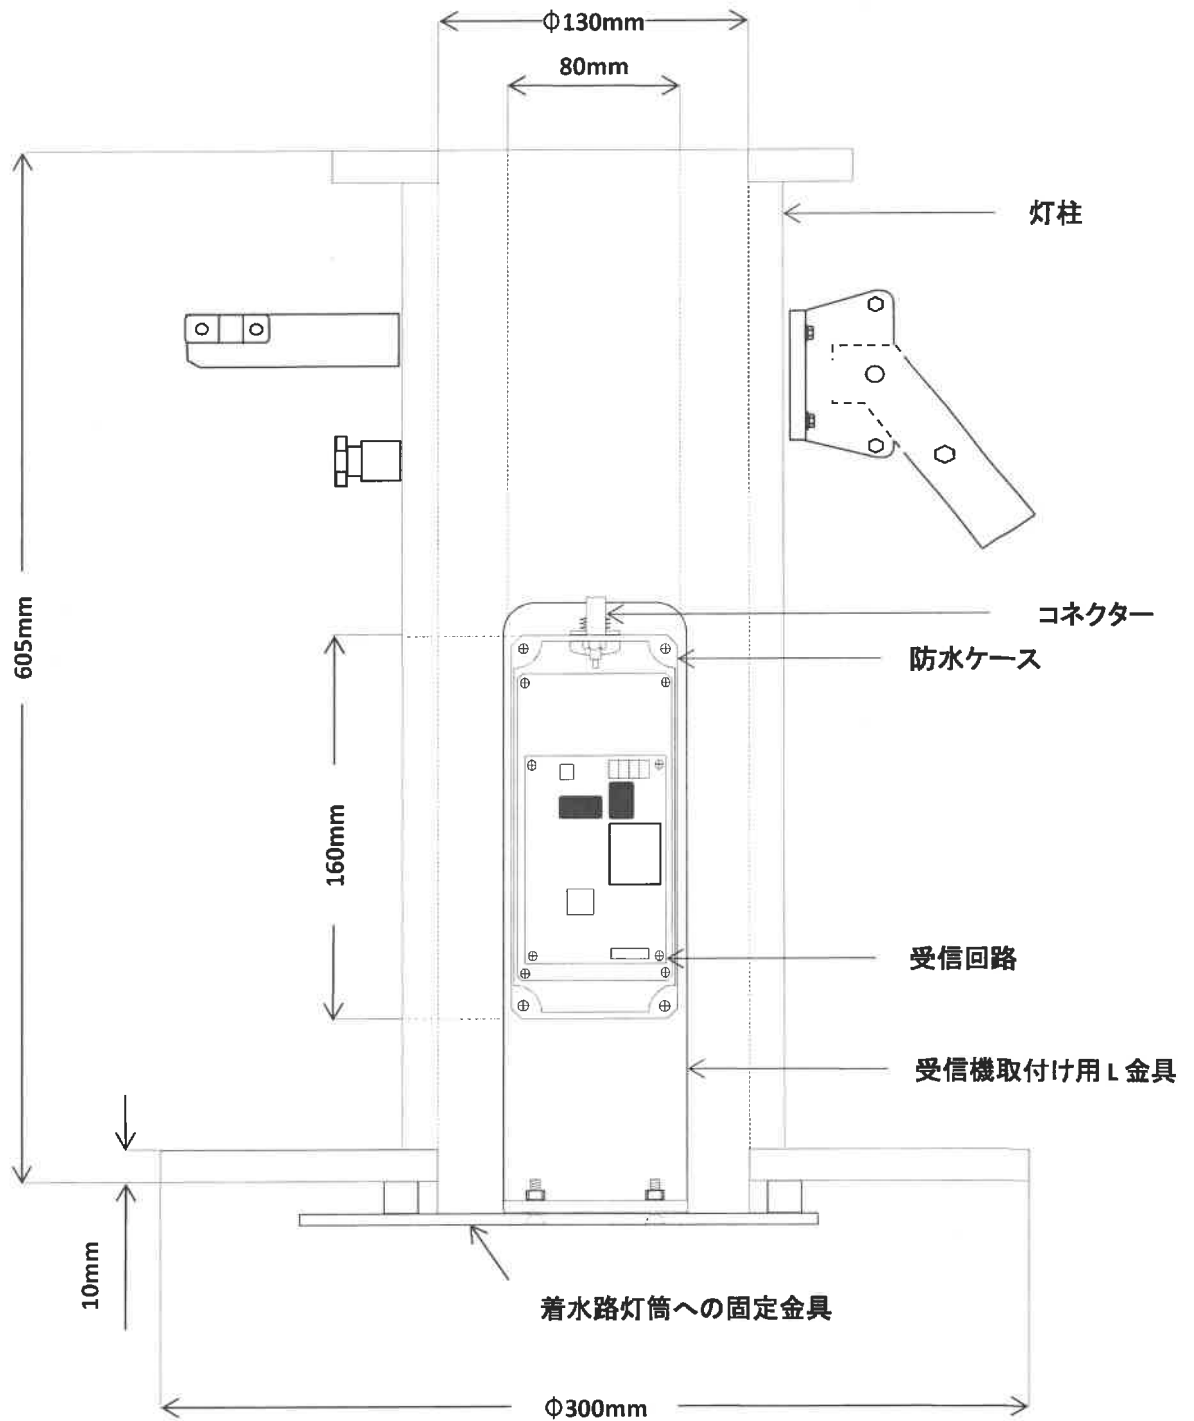 Φ130mm
80mm
灯柱
605mm
コネクター
防水ケース
160mm
受信回路
受信機取付け用L金具
10mm
着水路灯筒への固定金具
Φ300mm